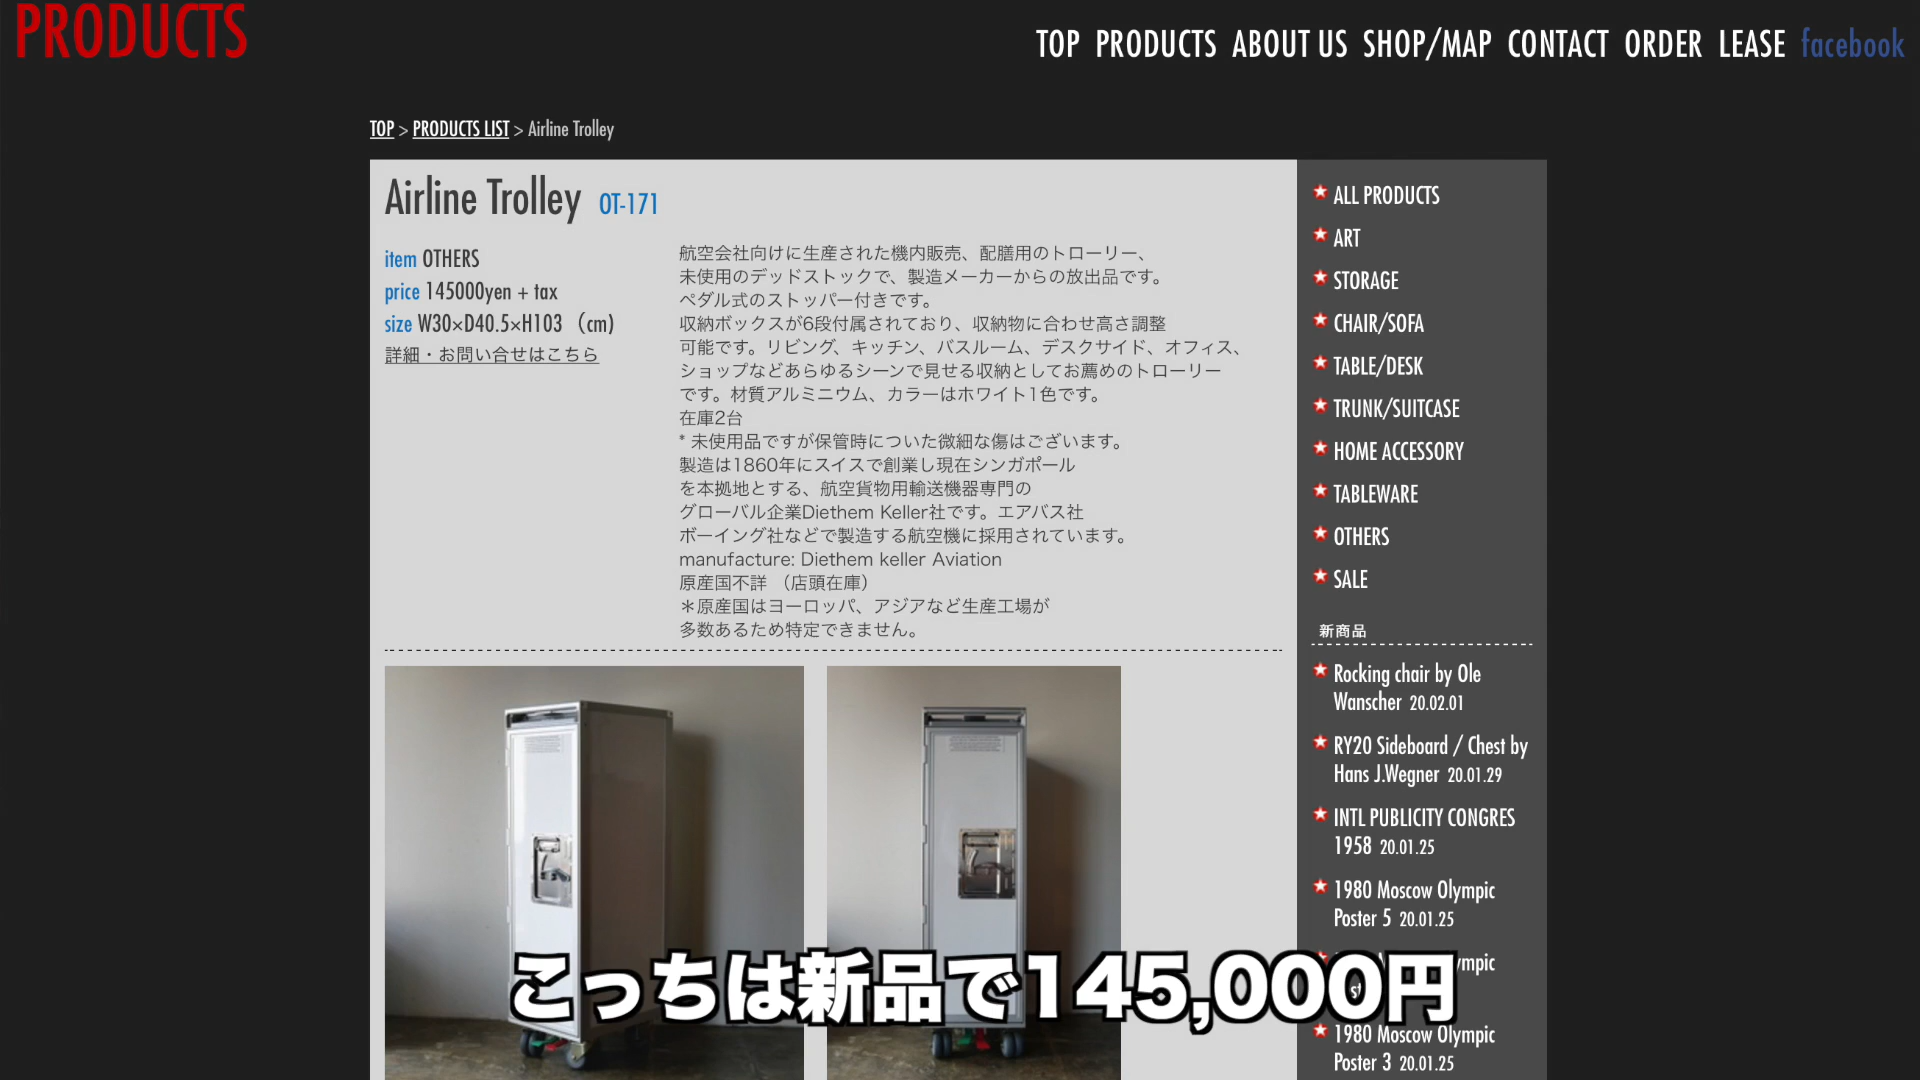 PRODUCTS
TOP PRODUCTS ABOUT US SHOP/MAP CONTACT ORDER LEASE facebook
TOP > PRODUCTS LIST > Airline Trolley
Airline Trolley OT-171
item OTHERS
price 145000yen + tax
size W30×D40.5×H103 （cm)
詳細・お問い合せはこちら
航空会社向けに生産された機内販売、配膳用のトローリー、
未使用のデッドストックで、製造メーカーからの放出品です。
ペダル式のストッパー付きです。
収納ボックスが6段付属されており、収納物に合わせ高さ調整
可能です。リビング、キッチン、バスルーム、デスクサイド、オフィス、
ショップなどあらゆるシーンで見せる収納としてお薦めのトローリー
です。材質アルミニウム、カラーはホワイト1色です。
在庫2台
* 未使用品ですが保管時についた微細な傷はございます。
製造は1860年にスイスで創業し現在シンガポール
を本拠地とする、航空貨物用輸送機器専門の
グローバル企業Diethem Keller社です。エアバス社
ボーイング社などで製造する航空機に採用されています。
manufacture: Diethem keller Aviation
原産国不詳 （店頭在庫）
＊原産国はヨーロッパ、アジアなど生産工場が
多数あるため特定できません。
ALL PRODUCTS
ART
STORAGE
CHAIR/SOFA
TABLE/DESK
TRUNK/SUITCASE
HOME ACCESSORY
TABLEWARE
OTHERS
SALE
新商品
Rocking chair by Ole
Wanscher 20.02.01
RY20 Sideboard / Chest by
Hans J.Wegner 20.01.29
INTL PUBLICITY CONGRES
1958 20.01.25
1980 Moscow Olympic
Poster 5 20.01.25
1980 Moscow Olympic
Poster 3 20.01.25
こっちは新品で145,000円